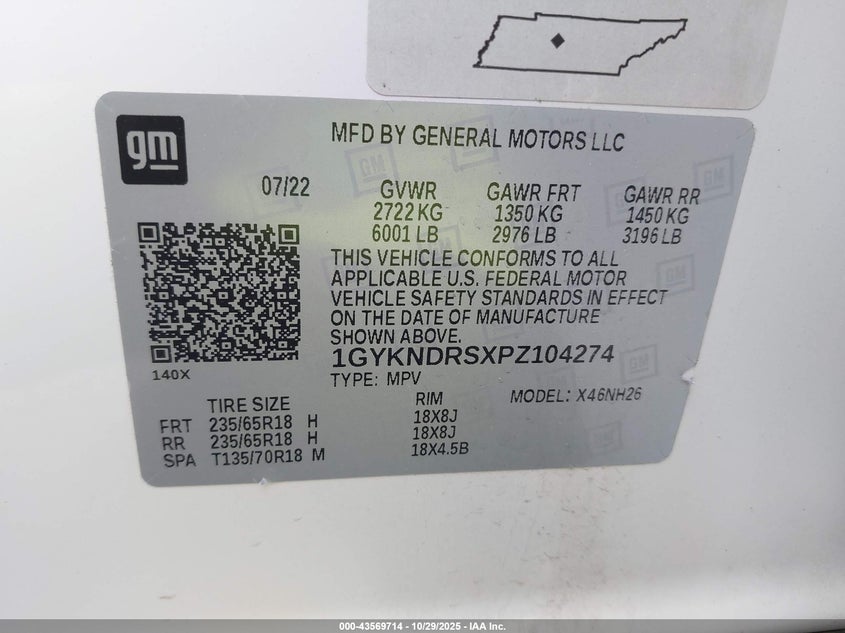 gm
MFD BY GENERAL MOTORS LLC
07/22
GVWR GAWR FRT GAWR RR
2722 KG 1350 KG 1450 KG
6001 LB 2976 LB 3196 LB
THIS VEHICLE CONFORMS TO ALL
APPLICABLE U.S. FEDERAL MOTOR
VEHICLE SAFETY STANDARDS IN EFFECT
ON THE DATE OF MANUFACTURE
SHOWN ABOVE.
1GYKNDRSXPZ104274
140X
TYPE: MPV MODEL: X46NH26
TIRE SIZE RIM
FRT 235/65R18 H 18X8J
RR 235/65R18 H 18X8J
SPA T135/70R18 M 18X4.5B
000-43569714 - 10/29/2025 - IAA Inc.